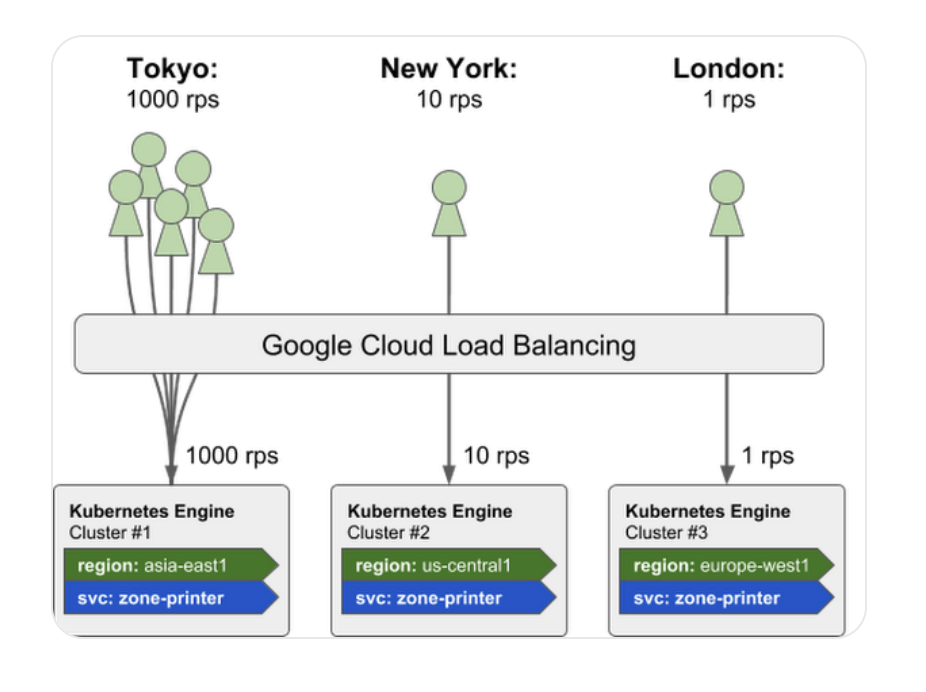 Tokyo:
1000 rps
New York:
10 rps
London:
1 rps
Google Cloud Load Balancing
1000 rps
10 rps
1 rps
Kubernetes Engine
Cluster #1
region: asia-east1
svc: zone-printer
Kubernetes Engine
Cluster #2
region: us-central1
svc: zone-printer
Kubernetes Engine
Cluster #3
region: europe-west1
svc: zone-printer